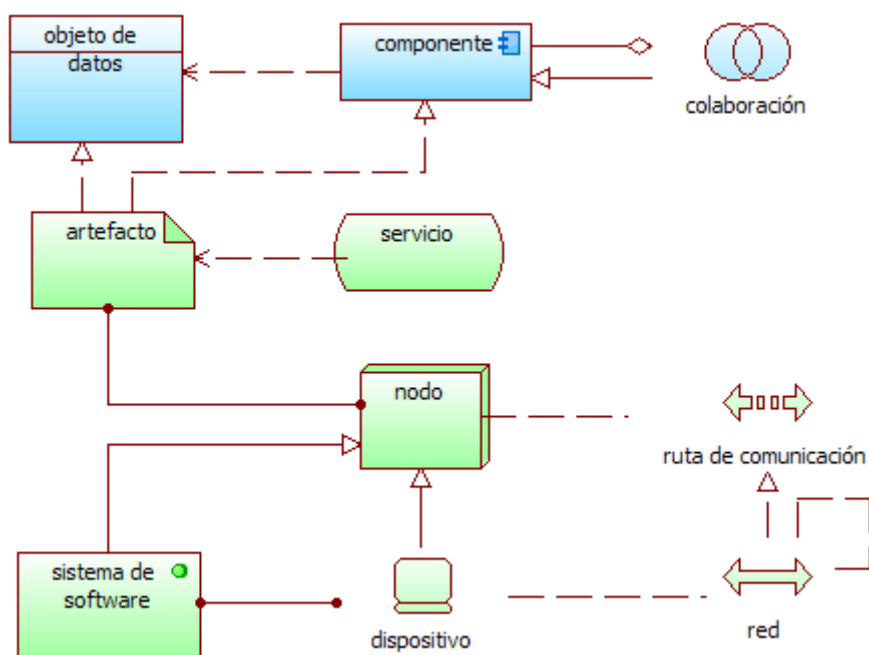 objeto de
datos
componente
colaboración
artefacto
servicio
nodo
ruta de comunicación
sistema de
software
dispositivo
red